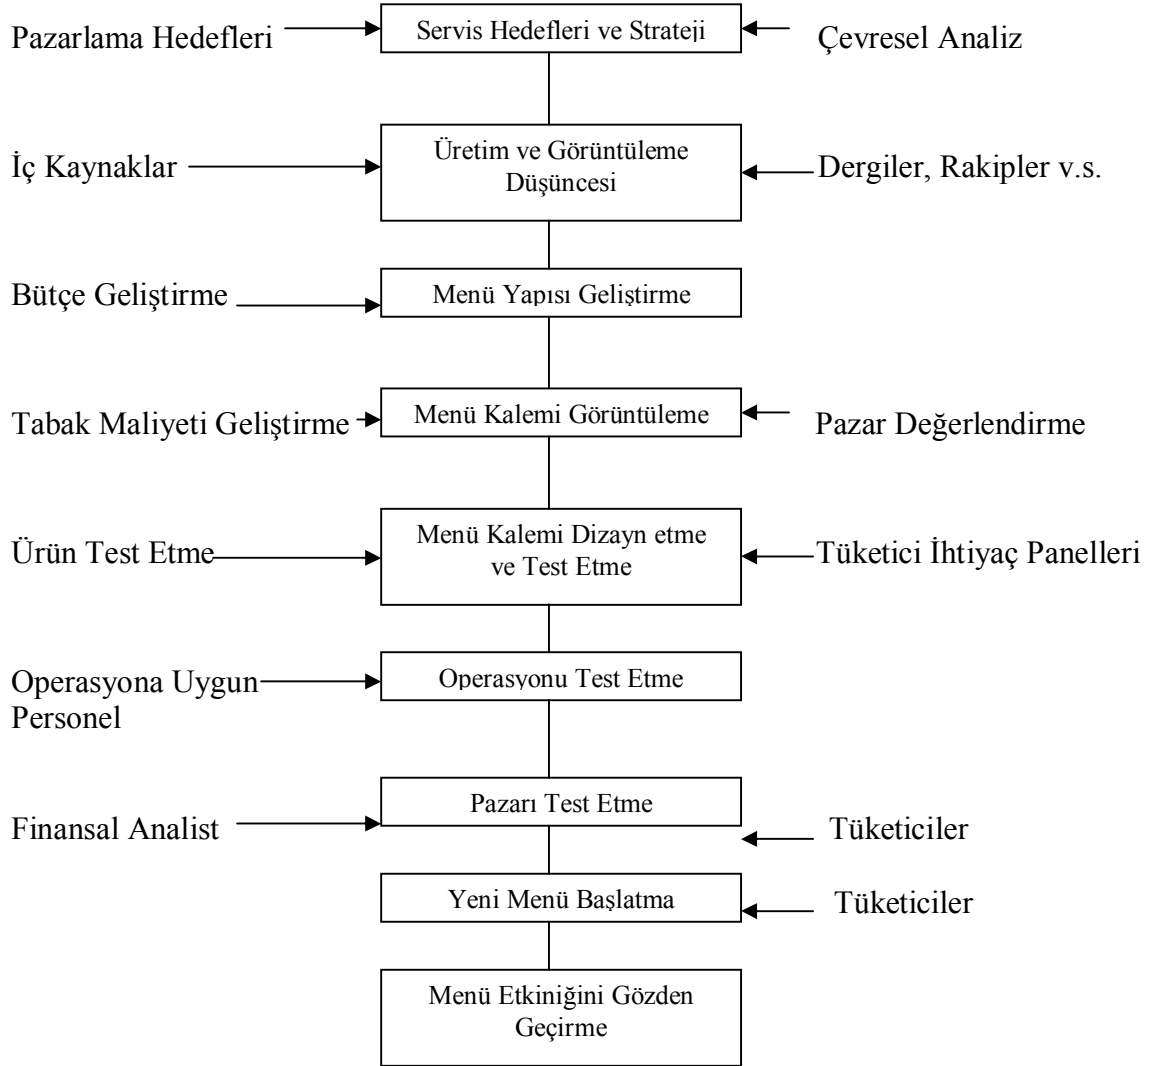 Pazarlama Hedefleri
Servis Hedefleri ve Strateji
Çevresel Analiz
İç Kaynaklar
Üretim ve Görüntüleme
Düşüncesi
Dergiler, Rakipler v.s.
Bütçe Geliştirme
Menü Yapısı Geliştirme
Tabak Maliyeti Geliştirme
Menü Kalemi Görüntüleme
Pazar Değerlendirme
Ürün Test Etme
Menü Kalemi Dizayn etme
ve Test Etme
Tüketici İhtiyaç Panelleri
Operasyona Uygun
Personel
Operasyonu Test Etme
Finansal Analist
Pazarı Test Etme
Tüketiciler
Yeni Menü Başlatma
Tüketiciler
Menü Etkiniğini Gözden
Geçirme